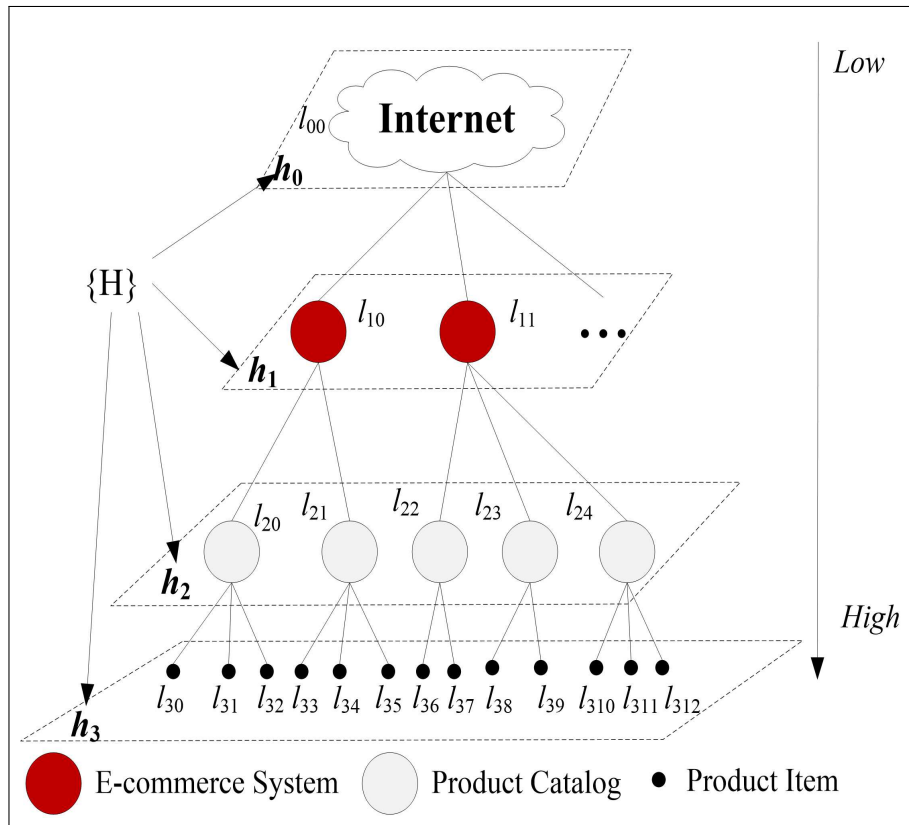 Low
Internet
l00
h0
{H}
l10
l11
...
h1
l20
l21
l22
l23
l24
h2
High
l30
l31
l32
l33
l34
l35
l36
l37
l38
l39
l310
l311
l312
h3
E-commerce System
Product Catalog
Product Item